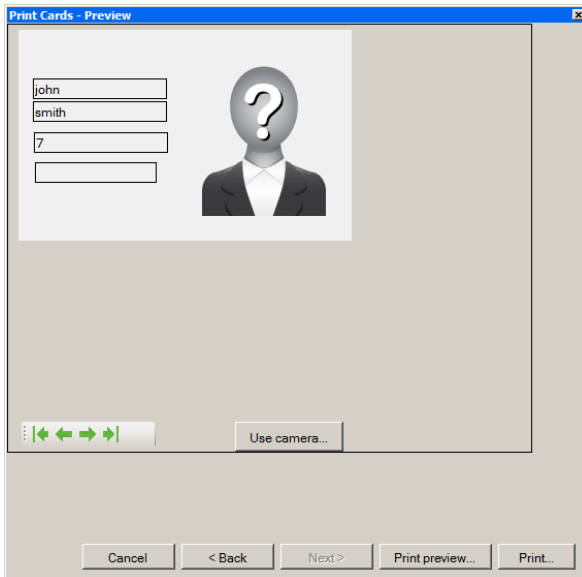 Print Cards - Preview
john
smith
7
?
Use camera...
Cancel
< Back
Next >
Print preview...
Print...